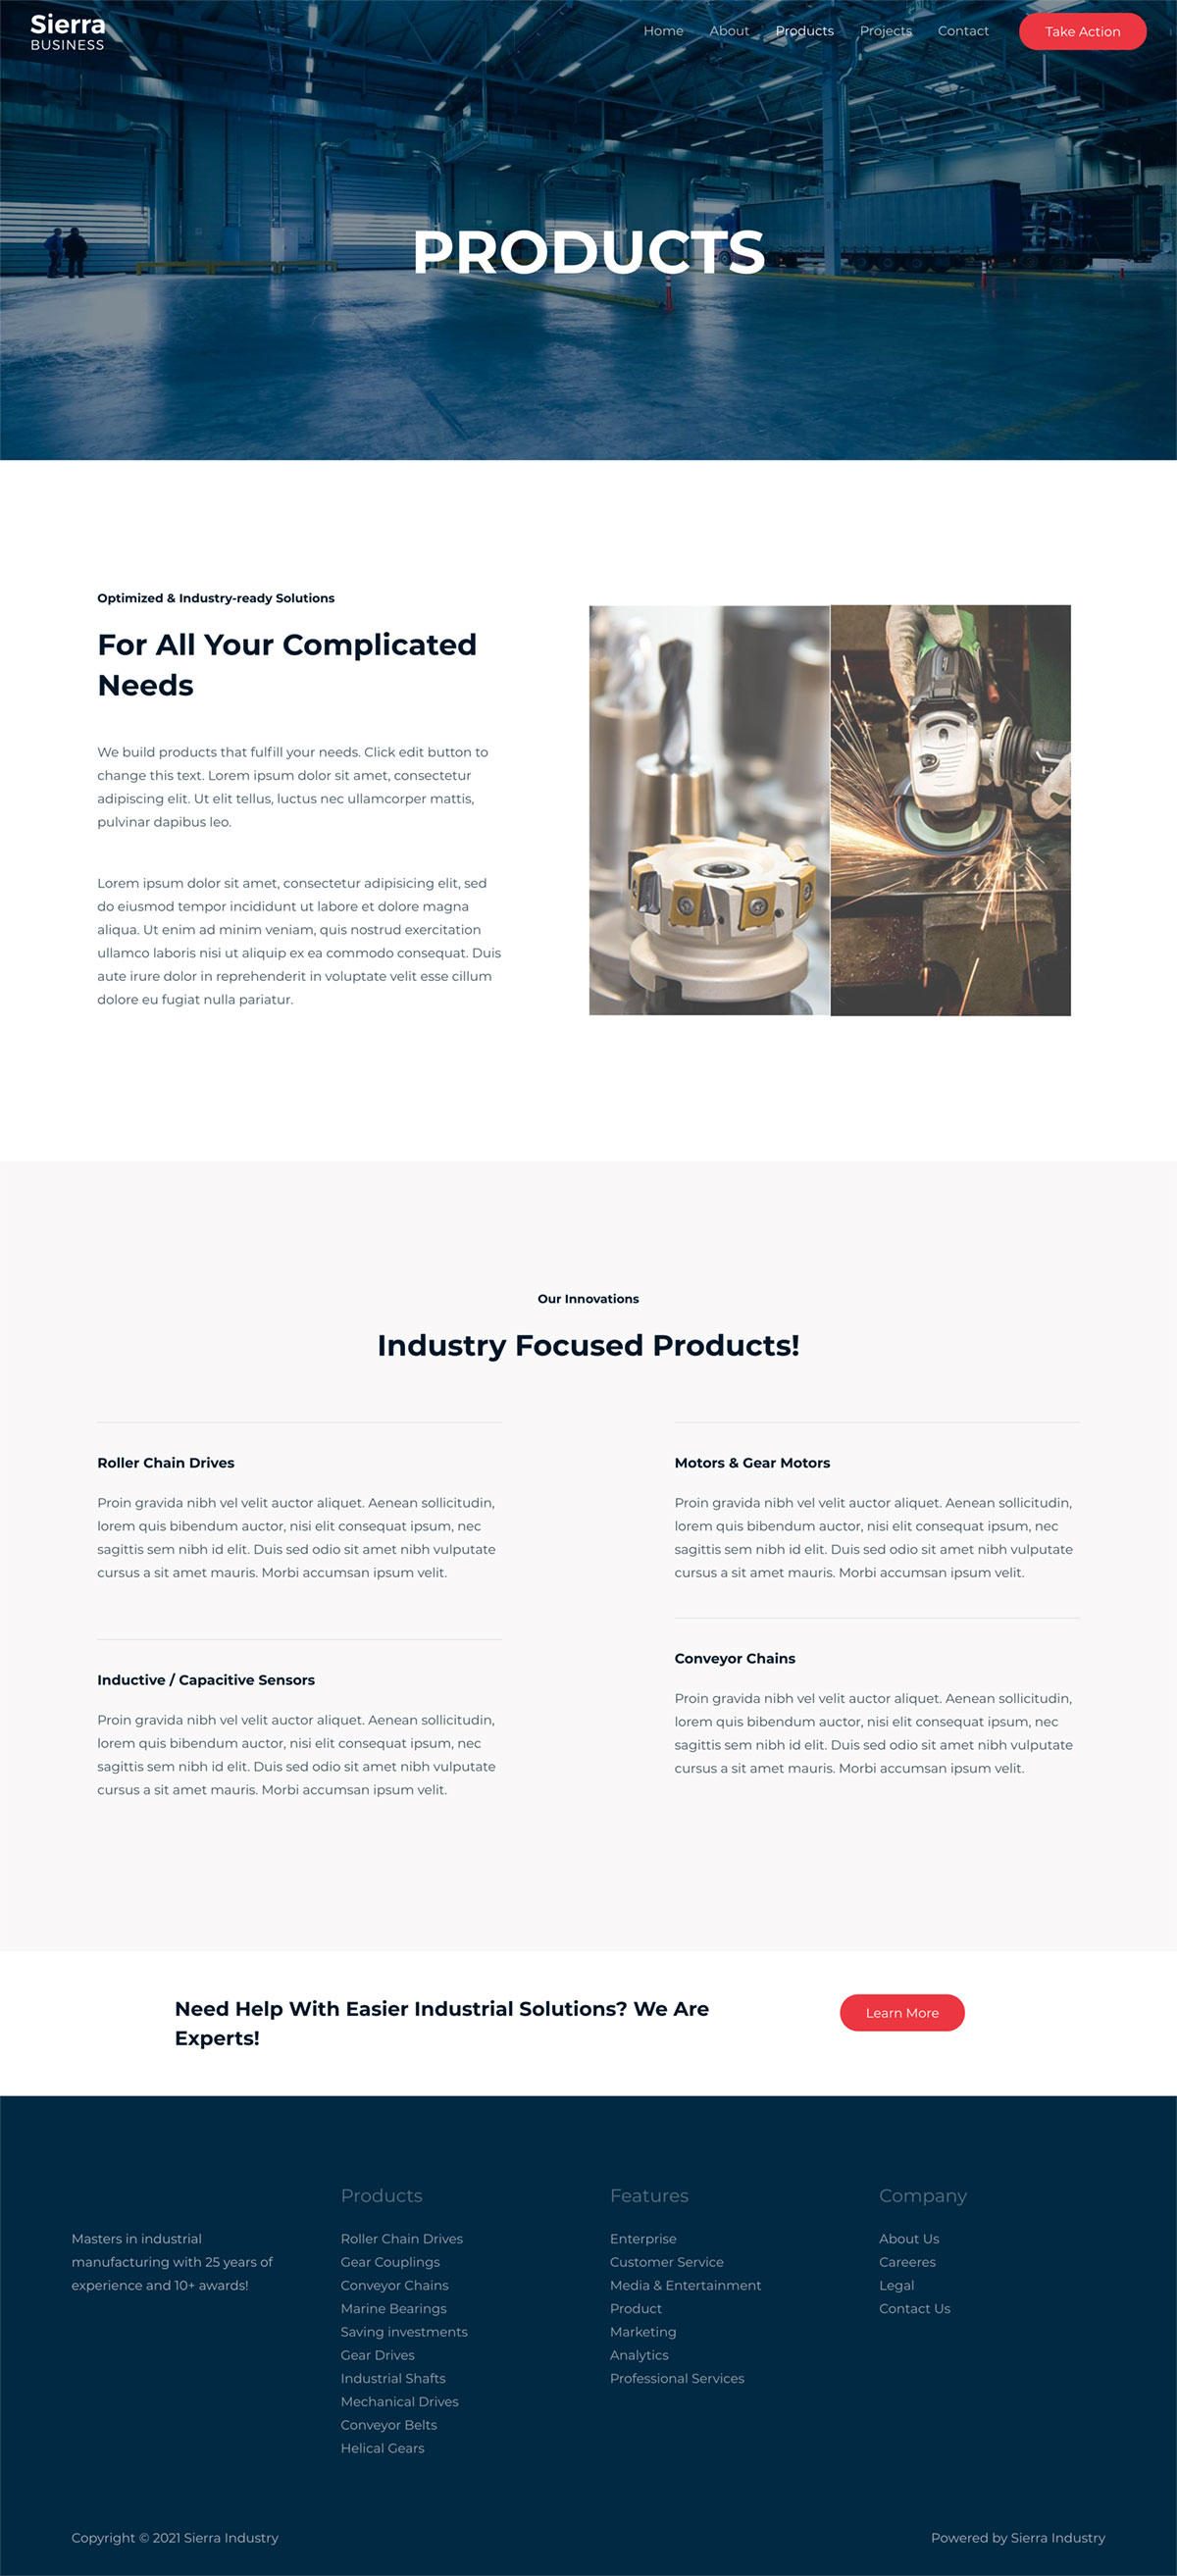 Sierra
BUSINESS
Home About Products Projects Contact Take Action
PRODUCTS
Optimized & Industry-ready Solutions
For All Your Complicated
Needs
We build products that fulfill your needs. Click edit button to
change this text. Lorem ipsum dolor sit amet, consectetur
adipiscing elit. Ut elit tellus, luctus nec ullamcorper mattis,
pulvinar dapibus leo.
Lorem ipsum dolor sit amet, consectetur adipisicing elit, sed
do eiusmod tempor incididunt ut labore et dolore magna
aliqua. Ut enim ad minim veniam, quis nostrud exercitation
ullamco laboris nisi ut aliquip ex ea commodo consequat. Duis
aute irure dolor in reprehenderit in voluptate velit esse cillum
dolore eu fugiat nulla pariatur.
Our Innovations
Industry Focused Products!
Roller Chain Drives
Proin gravida nibh vel velit auctor aliquet. Aenean sollicitudin,
lorem quis bibendum auctor, nisi elit consequat ipsum, nec
sagittis sem nibh id elit. Duis sed odio sit amet nibh vulputate
cursus a sit amet mauris. Morbi accumsan ipsum velit.
Inductive / Capacitive Sensors
Proin gravida nibh vel velit auctor aliquet. Aenean sollicitudin,
lorem quis bibendum auctor, nisi elit consequat ipsum, nec
sagittis sem nibh id elit. Duis sed odio sit amet nibh vulputate
cursus a sit amet mauris. Morbi accumsan ipsum velit.
Motors & Gear Motors
Proin gravida nibh vel velit auctor aliquet. Aenean sollicitudin,
lorem quis bibendum auctor, nisi elit consequat ipsum, nec
sagittis sem nibh id elit. Duis sed odio sit amet nibh vulputate
cursus a sit amet mauris. Morbi accumsan ipsum velit.
Conveyor Chains
Proin gravida nibh vel velit auctor aliquet. Aenean sollicitudin,
lorem quis bibendum auctor, nisi elit consequat ipsum, nec
sagittis sem nibh id elit. Duis sed odio sit amet nibh vulputate
cursus a sit amet mauris. Morbi accumsan ipsum velit.
Need Help With Easier Industrial Solutions? We Are
Experts!
Learn More
Masters in industrial
manufacturing with 25 years of
experience and 10+ awards!
Products
Roller Chain Drives
Gear Couplings
Conveyor Chains
Marine Bearings
Saving investments
Gear Drives
Industrial Shafts
Mechanical Drives
Conveyor Belts
Helical Gears
Features
Enterprise
Customer Service
Media & Entertainment
Product
Marketing
Analytics
Professional Services
Company
About Us
Careeres
Legal
Contact Us
Copyright © 2021 Sierra Industry
Powered by Sierra Industry